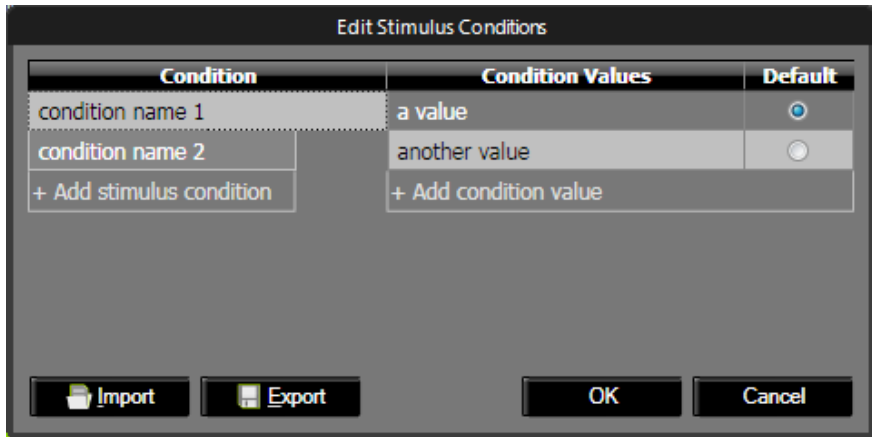 Edit Stimulus Conditions
Condition Condition Values Default
condition name 1 a value
condition name 2 another value
+ Add stimulus condition + Add condition value
Import Export OK Cancel